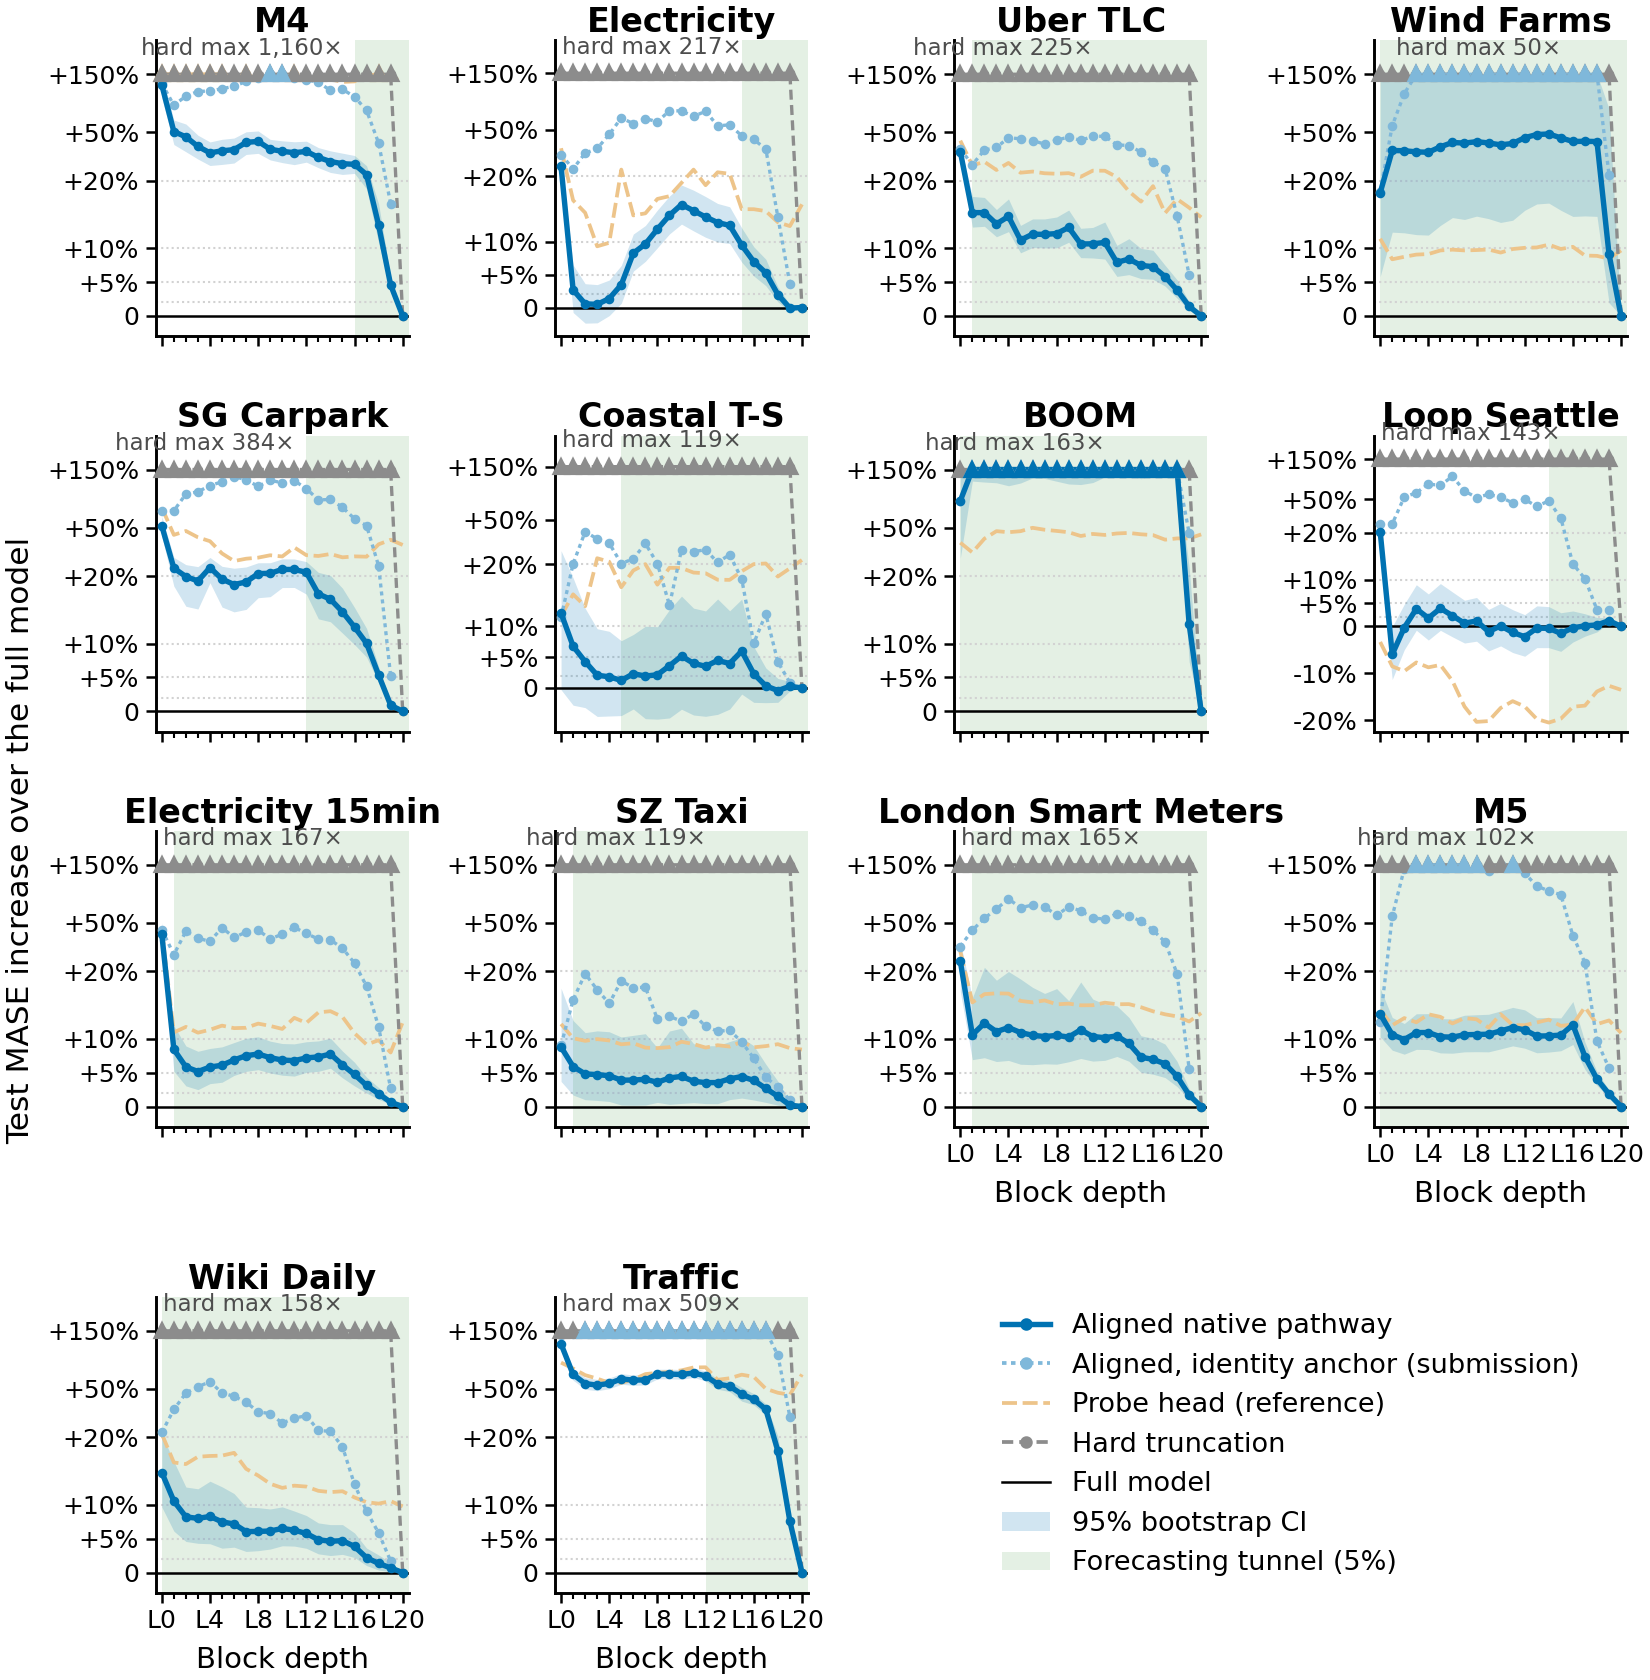 M4
hard max 1,160×
+150%
+50%
+20%
+10%
+5%
0
Electricity
hard max 217×
+150%
+50%
+20%
+10%
+5%
0
Uber TLC
hard max 225×
+150%
+50%
+20%
+10%
+5%
0
Wind Farms
hard max 50×
+150%
+50%
+20%
+10%
+5%
0
Test MASE increase over the full model
SG Carpark
hard max 384×
+150%
+50%
+20%
+10%
+5%
0
Coastal T-S
hard max 119×
+150%
+50%
+20%
+10%
+5%
0
BOOM
hard max 163×
+150%
+50%
+20%
+10%
+5%
0
Loop Seattle
hard max 143×
+150%
+50%
+20%
+10%
+5%
0
-10%
-20%
Electricity 15min
hard max 167×
+150%
+50%
+20%
+10%
+5%
0
SZ Taxi
hard max 119×
+150%
+50%
+20%
+10%
+5%
0
London Smart Meters
hard max 165×
+150%
+50%
+20%
+10%
+5%
0
L0 L4 L8 L12 L16 L20
Block depth
M5
hard max 102×
+150%
+50%
+20%
+10%
+5%
0
L0 L4 L8 L12 L16 L20
Block depth
Wiki Daily
hard max 158×
+150%
+50%
+20%
+10%
+5%
0
L0 L4 L8 L12 L16 L20
Block depth
Traffic
hard max 509×
+150%
+50%
+20%
+10%
+5%
0
L0 L4 L8 L12 L16 L20
Block depth
Aligned native pathway
Aligned, identity anchor (submission)
Probe head (reference)
Hard truncation
Full model
95% bootstrap CI
Forecasting tunnel (5%)